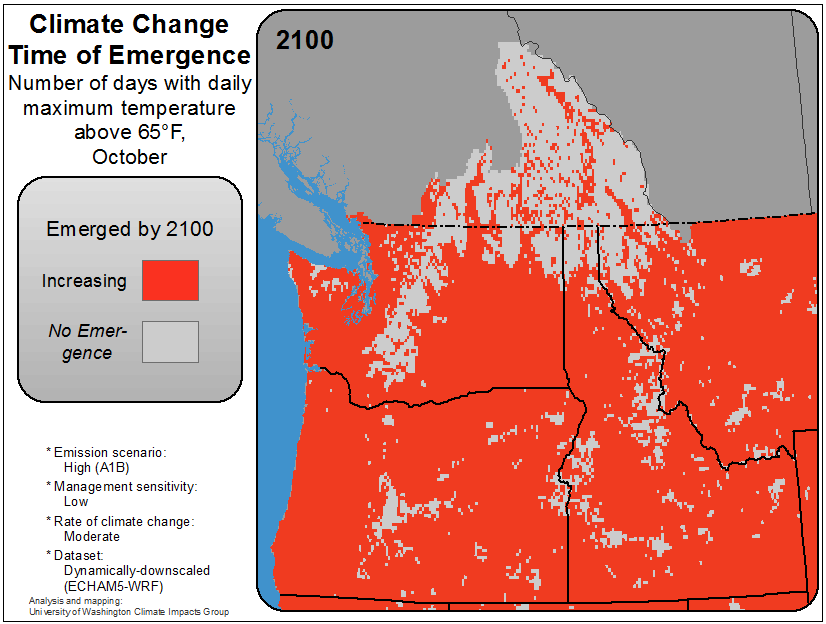 Climate Change
Time of Emergence
Number of days with daily
maximum temperature
above 65°F,
October
Emerged by 2100
Increasing
No Emer-
gence
* Emission scenario:
High (A1B)
* Management sensitivity:
Low
* Rate of climate change:
Moderate
* Dataset:
Dynamically-downscaled
(ECHAM5-WRF)
Analysis and mapping:
University of Washington Climate Impacts Group
2100